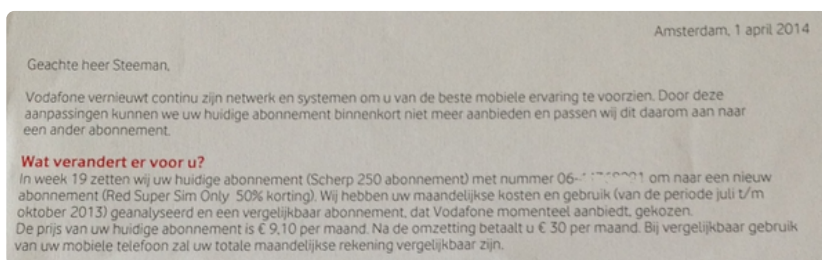 Amsterdam, 1 april 2014
Geachte heer Steeman,
Vodafone vernieuwt continu zijn netwerk en systemen om u van de beste mobiele ervaring te voorzien. Door deze
aanpassingen kunnen we uw huidige abonnement binnenkort niet meer aanbieden en passen wij dit daarom aan naar
een ander abonnement.
Wat verandert er voor u?
In week 19 zetten wij uw huidige abonnement (Scherp 250 abonnement) met nummer 06- om naar een nieuw
abonnement (Red Super Sim Only 50% korting). Wij hebben uw maandelijkse kosten en gebruik (van de periode juli t/m
oktober 2013) geanalyseerd en een vergelijkbaar abonnement, dat Vodafone momenteel aanbiedt, gekozen.
De prijs van uw huidige abonnement is € 9,10 per maand. Na de omzetting betaalt u € 30 per maand. Bij vergelijkbaar gebruik
van uw mobiele telefoon zal uw totale maandelijkse rekening vergelijkbaar zijn.